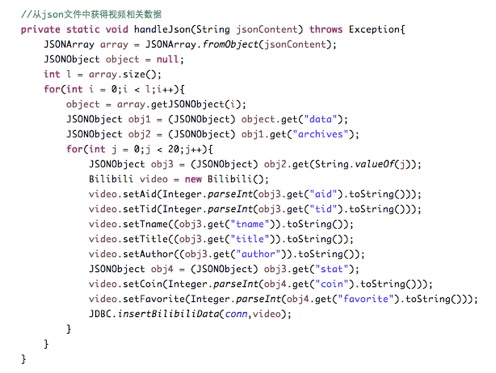 //从json文件中获得视频相关数据
private static void handleJson(String jsonContent) throws Exception{
JSONArray array = JSONArray.fromObject(jsonContent);
JSONObject object = null;
int l = array.size();
for(int i = 0;i < l;i++){
object = array.getJSONObject(i);
JSONObject obj1 = (JSONObject) object.get("data");
JSONObject obj2 = (JSONObject) obj1.get("archives");
for(int j = 0;j < 20;j++){
JSONObject obj3 = (JSONObject) obj2.get(String.valueOf(j));
Bilibili video = new Bilibili();
video.setAid(Integer.parseInt(obj3.get("aid").toString()));
video.setTid(Integer.parseInt(obj3.get("tid").toString()));
video.setTname((obj3.get("tname")).toString());
video.setTitle((obj3.get("title")).toString());
video.setAuthor((obj3.get("author")).toString());
JSONObject obj4 = (JSONObject) obj3.get("stat");
video.setCoin(Integer.parseInt(obj4.get("coin").toString()));
video.setFavorite(Integer.parseInt(obj4.get("favorite").toString()));
JDBC.insertBilibiliData(conn,video);
}
}
}